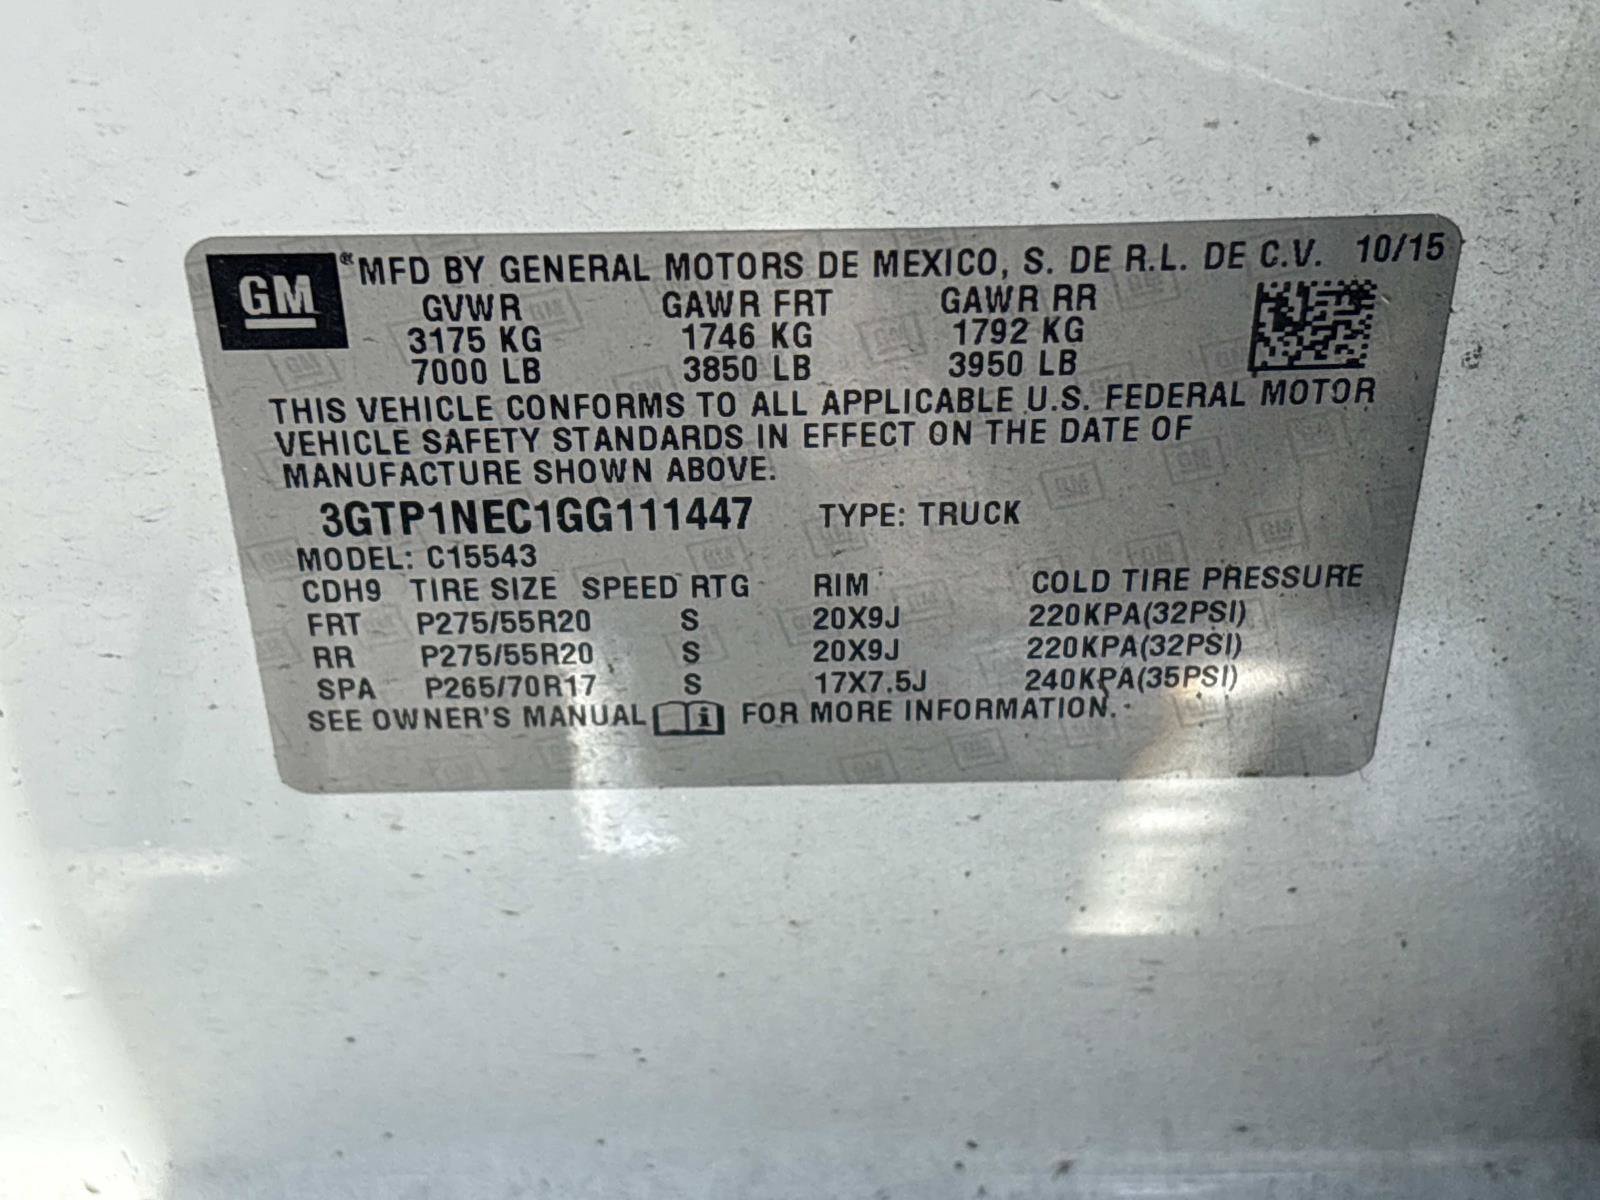 GM ® MFD BY GENERAL MOTORS DE MEXICO, S. DE R.L. DE C.V. 10/15
GVWR GAWR FRT GAWR RR
3175 KG 1746 KG 1792 KG
7000 LB 3850 LB 3950 LB
THIS VEHICLE CONFORMS TO ALL APPLICABLE U.S. FEDERAL MOTOR
VEHICLE SAFETY STANDARDS IN EFFECT ON THE DATE OF
MANUFACTURE SHOWN ABOVE.
3GTP1NEC1GG111447 TYPE: TRUCK
MODEL: C15543
CDH9 TIRE SIZE SPEED RTG RIM COLD TIRE PRESSURE
FRT P275/55R20 S 20X9J 220KPA(32PSI)
RR P275/55R20 S 20X9J 220KPA(32PSI)
SPA P265/70R17 S 17X7.5J 240KPA(35PSI)
SEE OWNER'S MANUAL i FOR MORE INFORMATION.